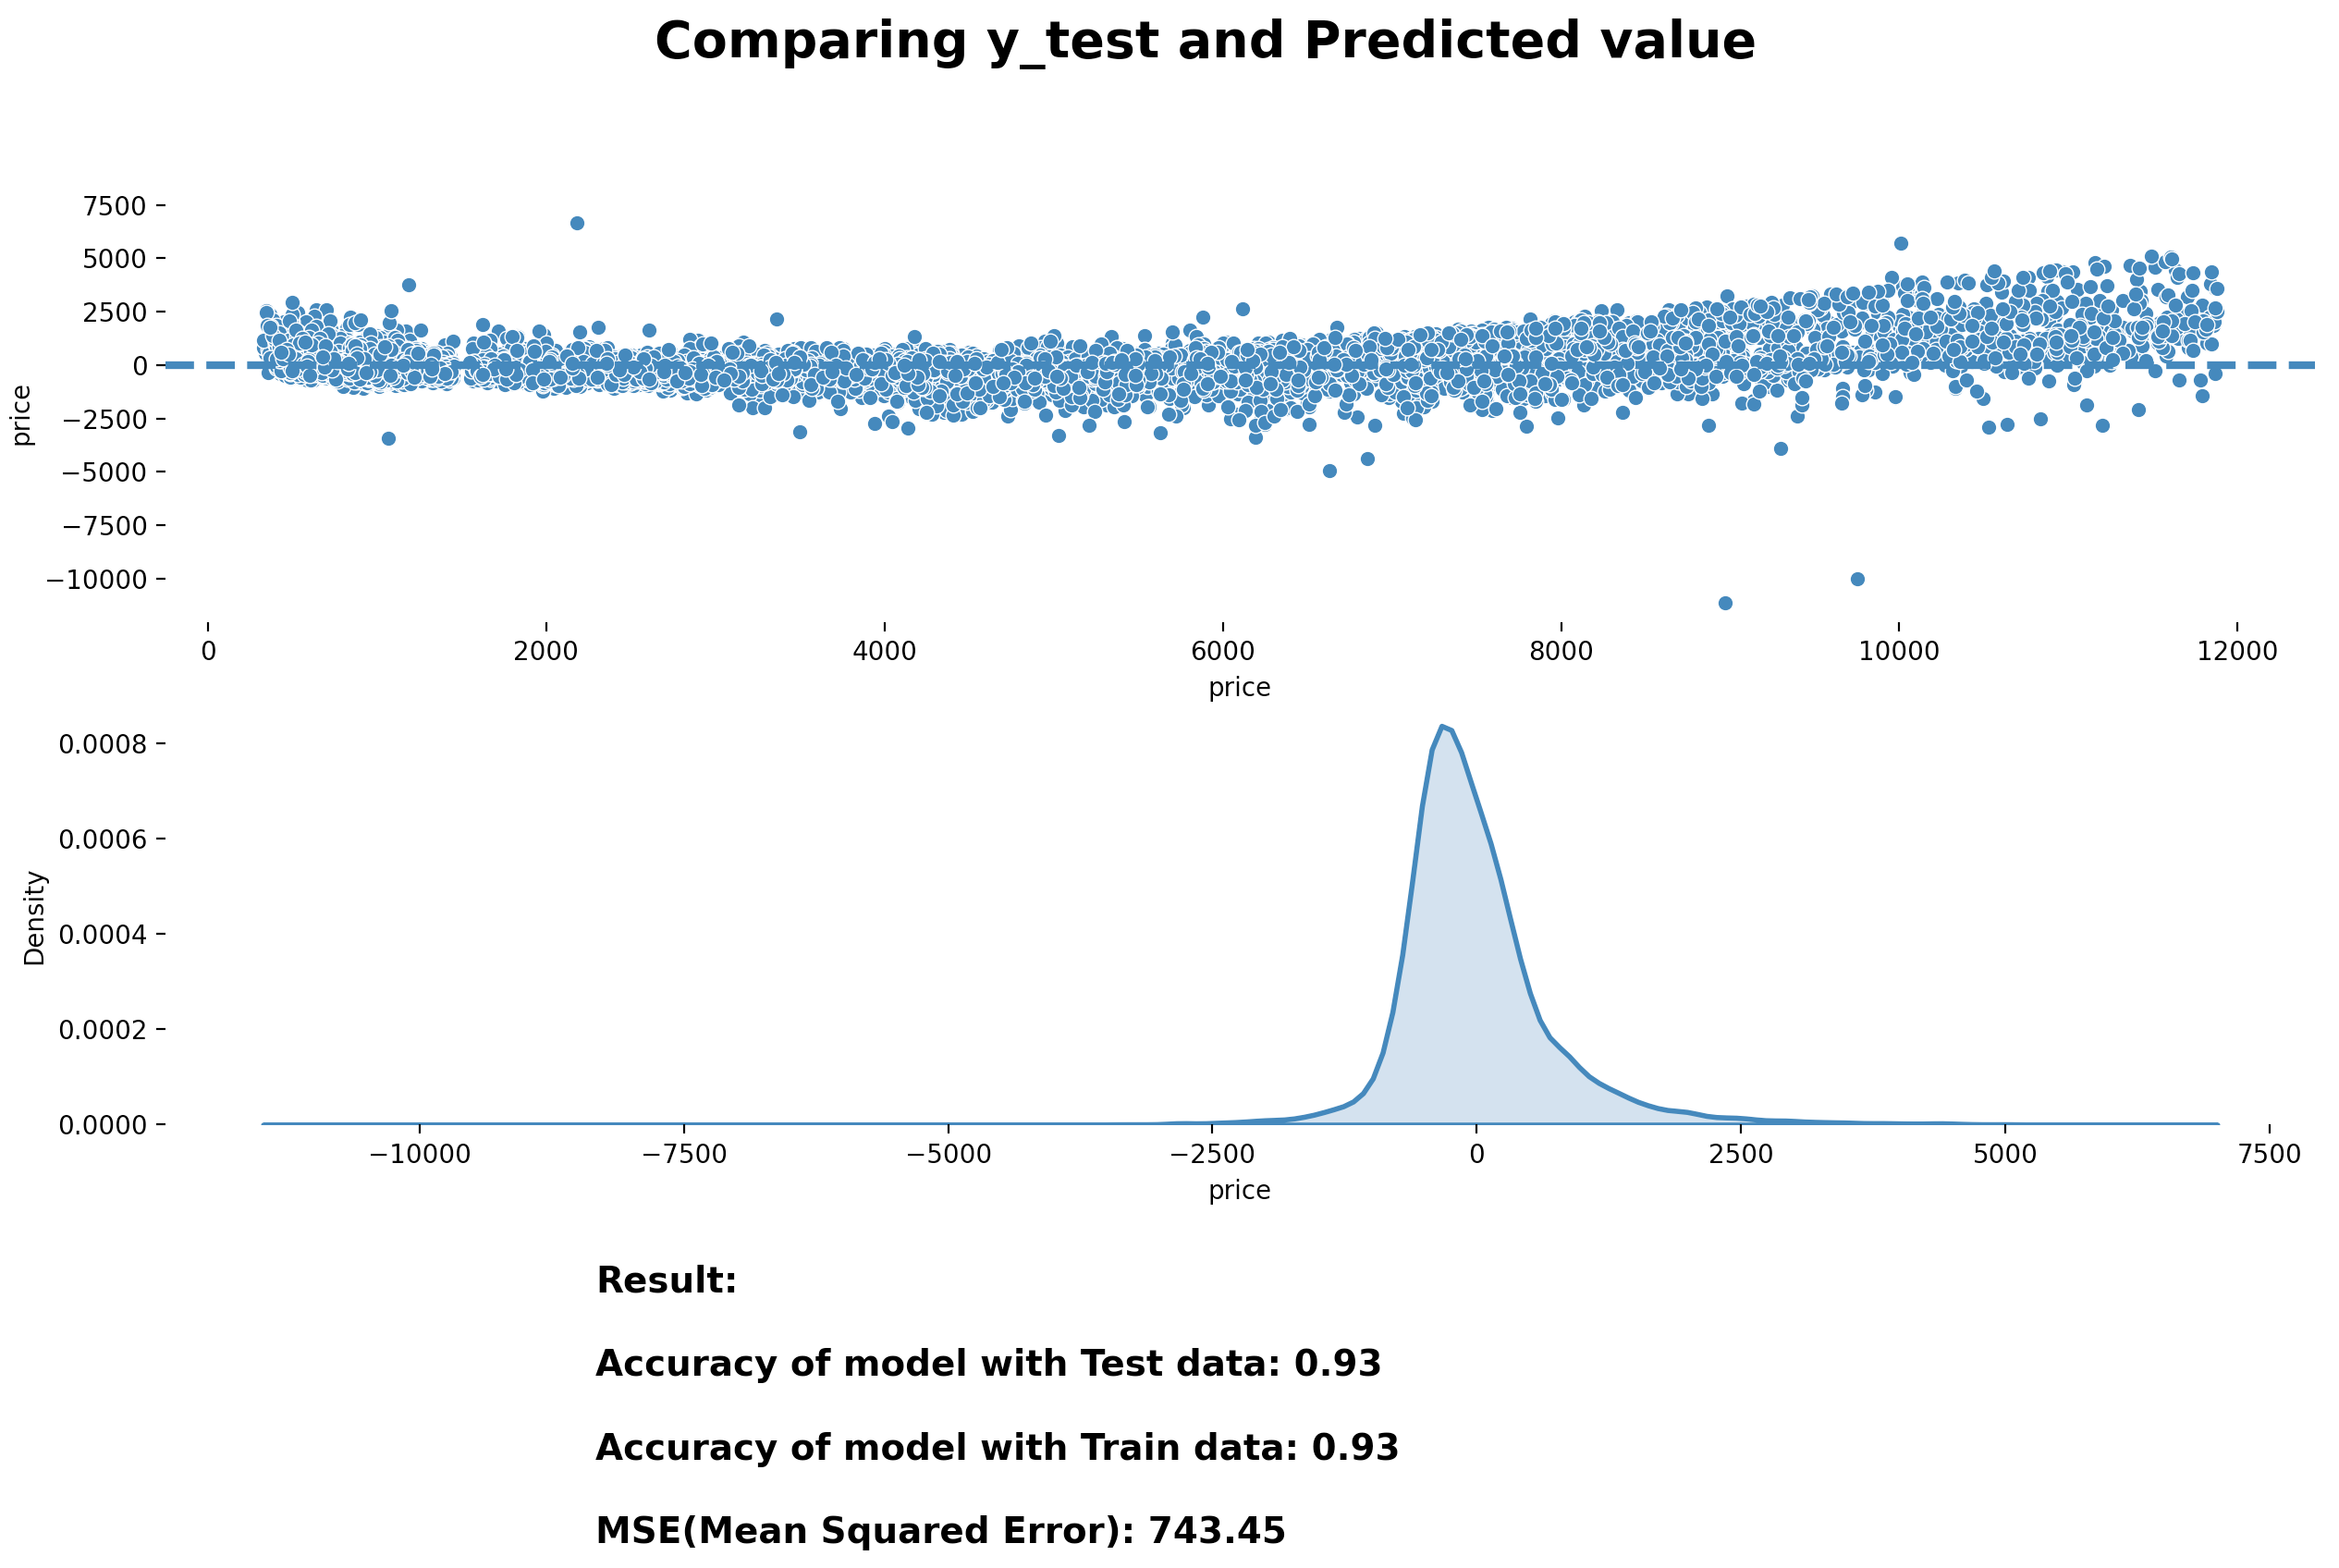 Comparing y_test and Predicted value
7500
5000
2500
0
−2500
−5000
−7500
−10000
price
0 2000 4000 6000 8000 10000 12000
price
0.0008
0.0006
0.0004
0.0002
0.0000
Density
−10000 −7500 −5000 −2500 0 2500 5000 7500
price
Result:
Accuracy of model with Test data: 0.93
Accuracy of model with Train data: 0.93
MSE(Mean Squared Error): 743.45